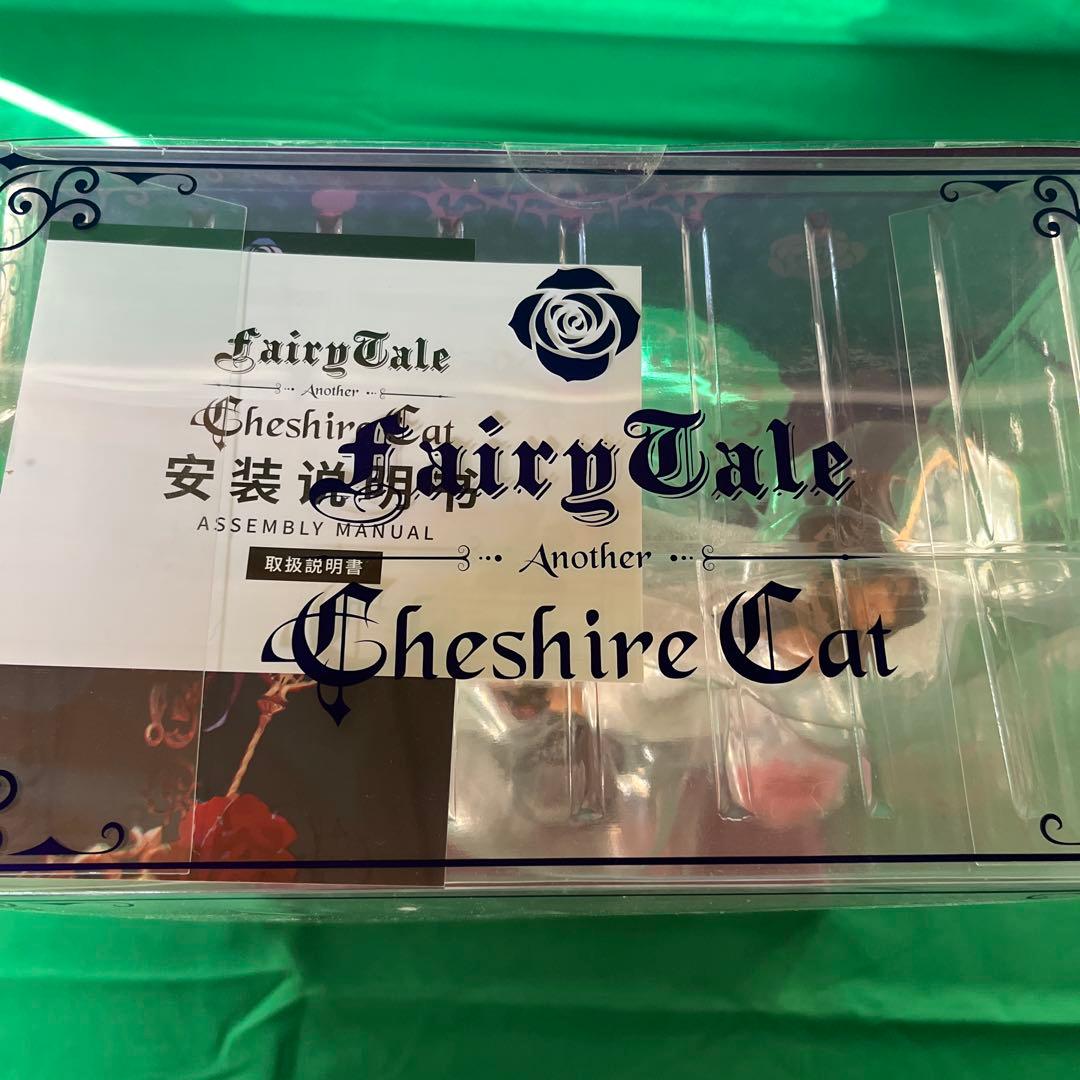 FairyTale
Another
Cheshire Cat
安装说明书
ASSEMBLY MANUAL
取扱説明書
FairyTale
Another
Cheshire Cat